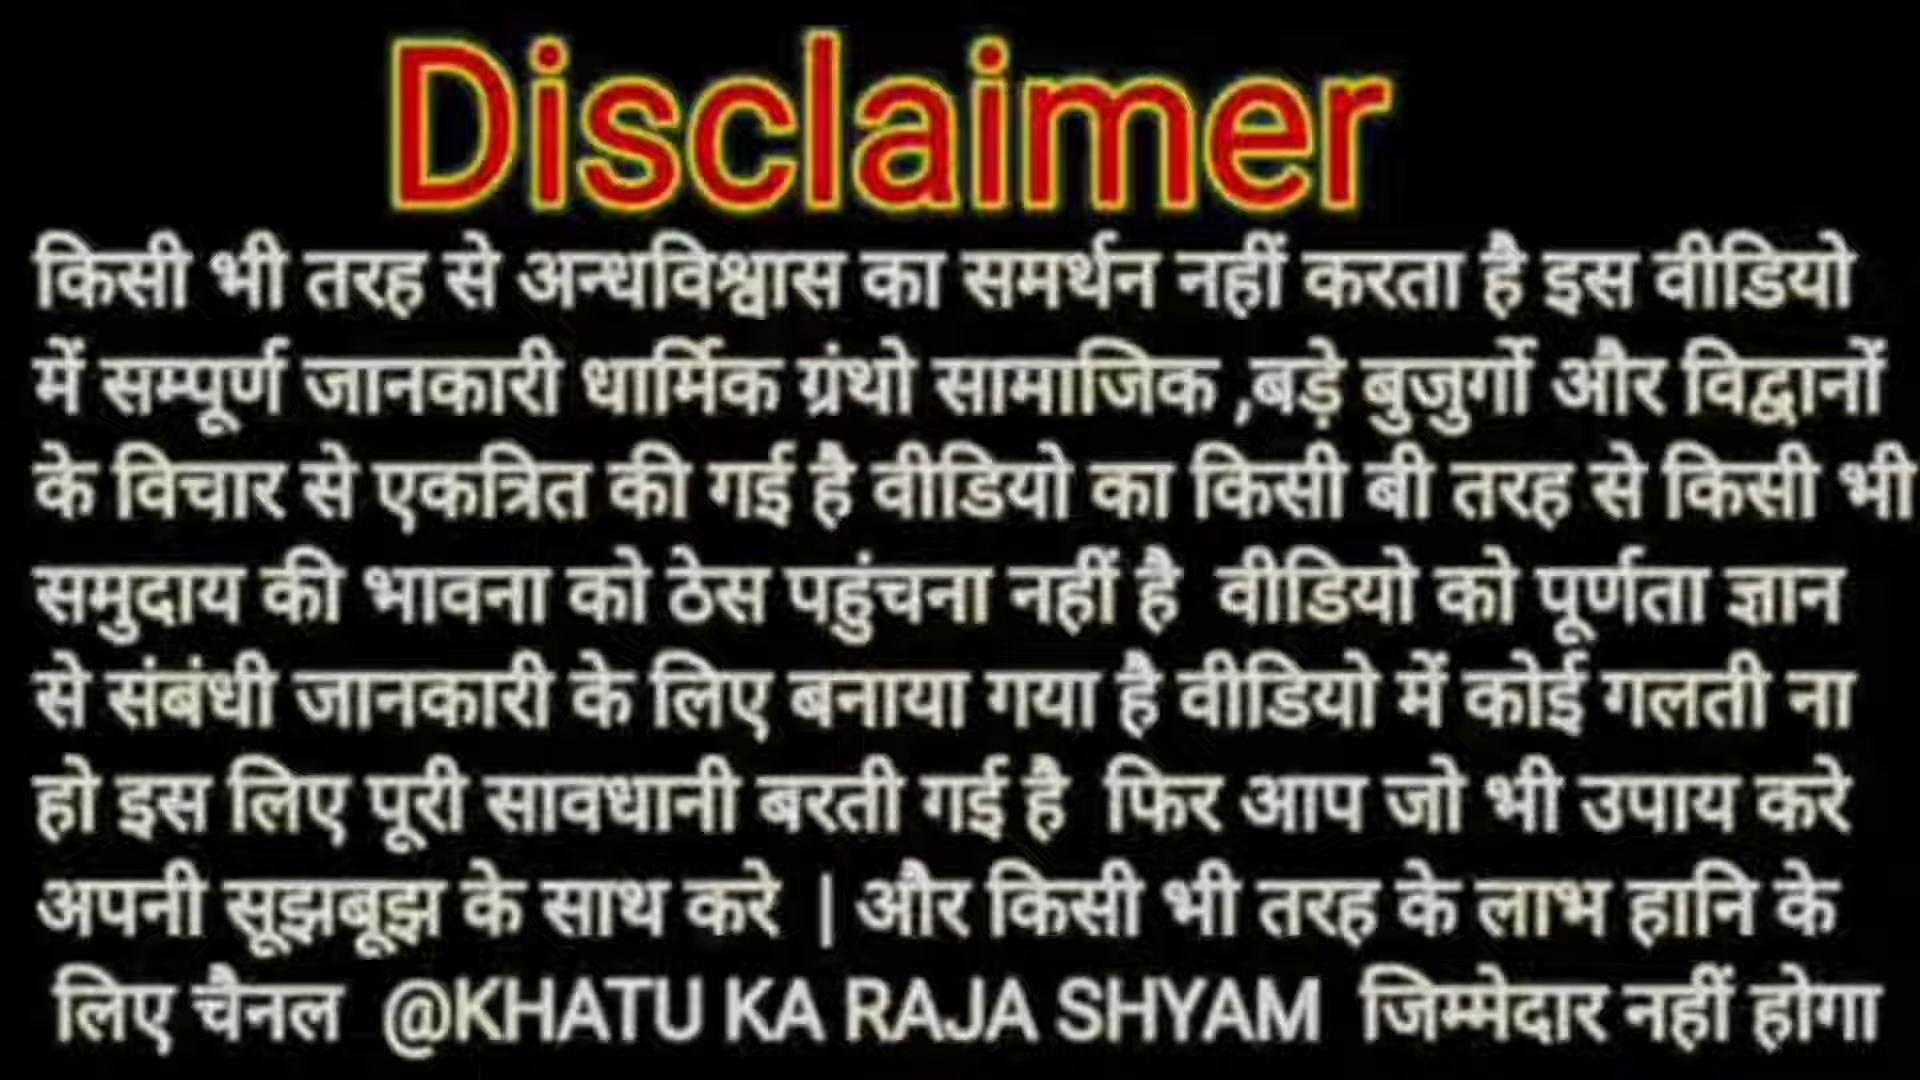 Disclaimer
किसी भी तरह से अन्धविश्वास का समर्थन नहीं करता है इस वीडियो
में सम्पूर्ण जानकारी धार्मिक ग्रंथो सामाजिक ,बड़े बुजुर्गो और विद्वानों
के विचार से एकत्रित की गई है वीडियो का किसी बी तरह से किसी भी
समुदाय की भावना को ठेस पहुंचना नहीं है वीडियो को पूर्णता ज्ञान
से संबंधी जानकारी के लिए बनाया गया है वीडियो में कोई गलती ना
हो इस लिए पूरी सावधानी बरती गई है फिर आप जो भी उपाय करे
अपनी सूझबूझ के साथ करे | और किसी भी तरह के लाभ हानि के
लिए चैनल @KHATU KA RAJA SHYAM जिम्मेदार नहीं होगा